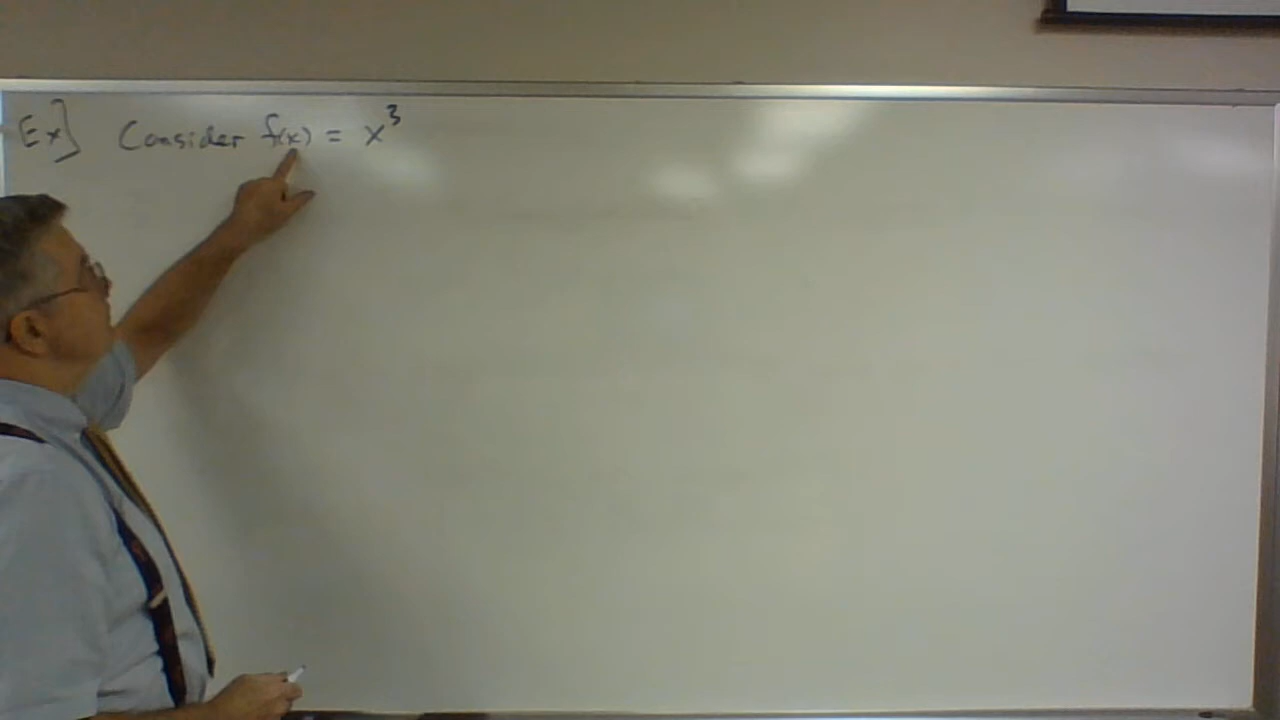 Ex] Consider f(x) = x³